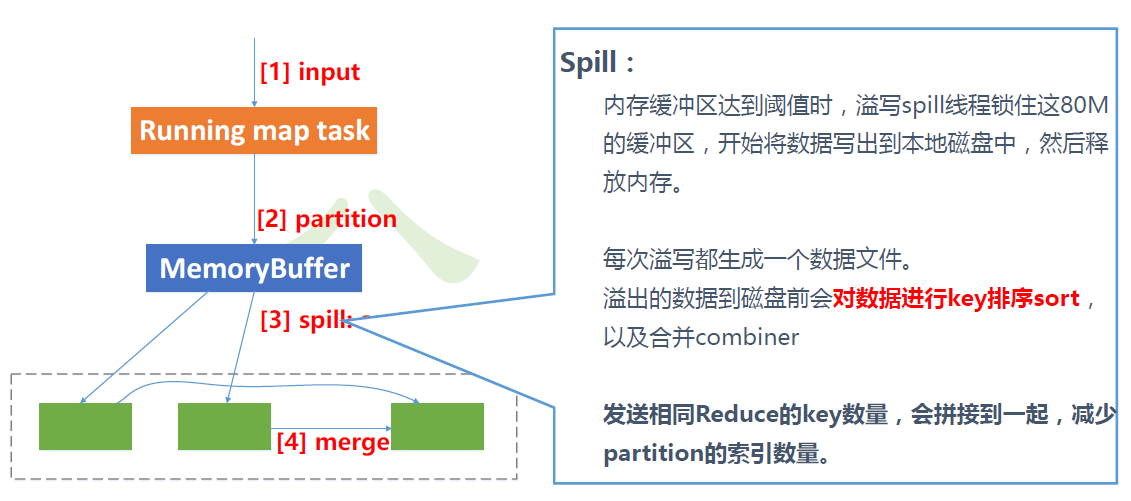 [1] input
Running map task
[2] partition
MemoryBuffer
[3] spill:
[4] merge
Spill：
内存缓冲区达到阈值时，溢写spill线程锁住这80M
的缓冲区，开始将数据写出到本地磁盘中，然后释
放内存。
每次溢写都生成一个数据文件。
溢出的数据到磁盘前会对数据进行key排序sort，
以及合并combiner
发送相同Reduce的key数量，会拼接到一起，减少
partition的索引数量。